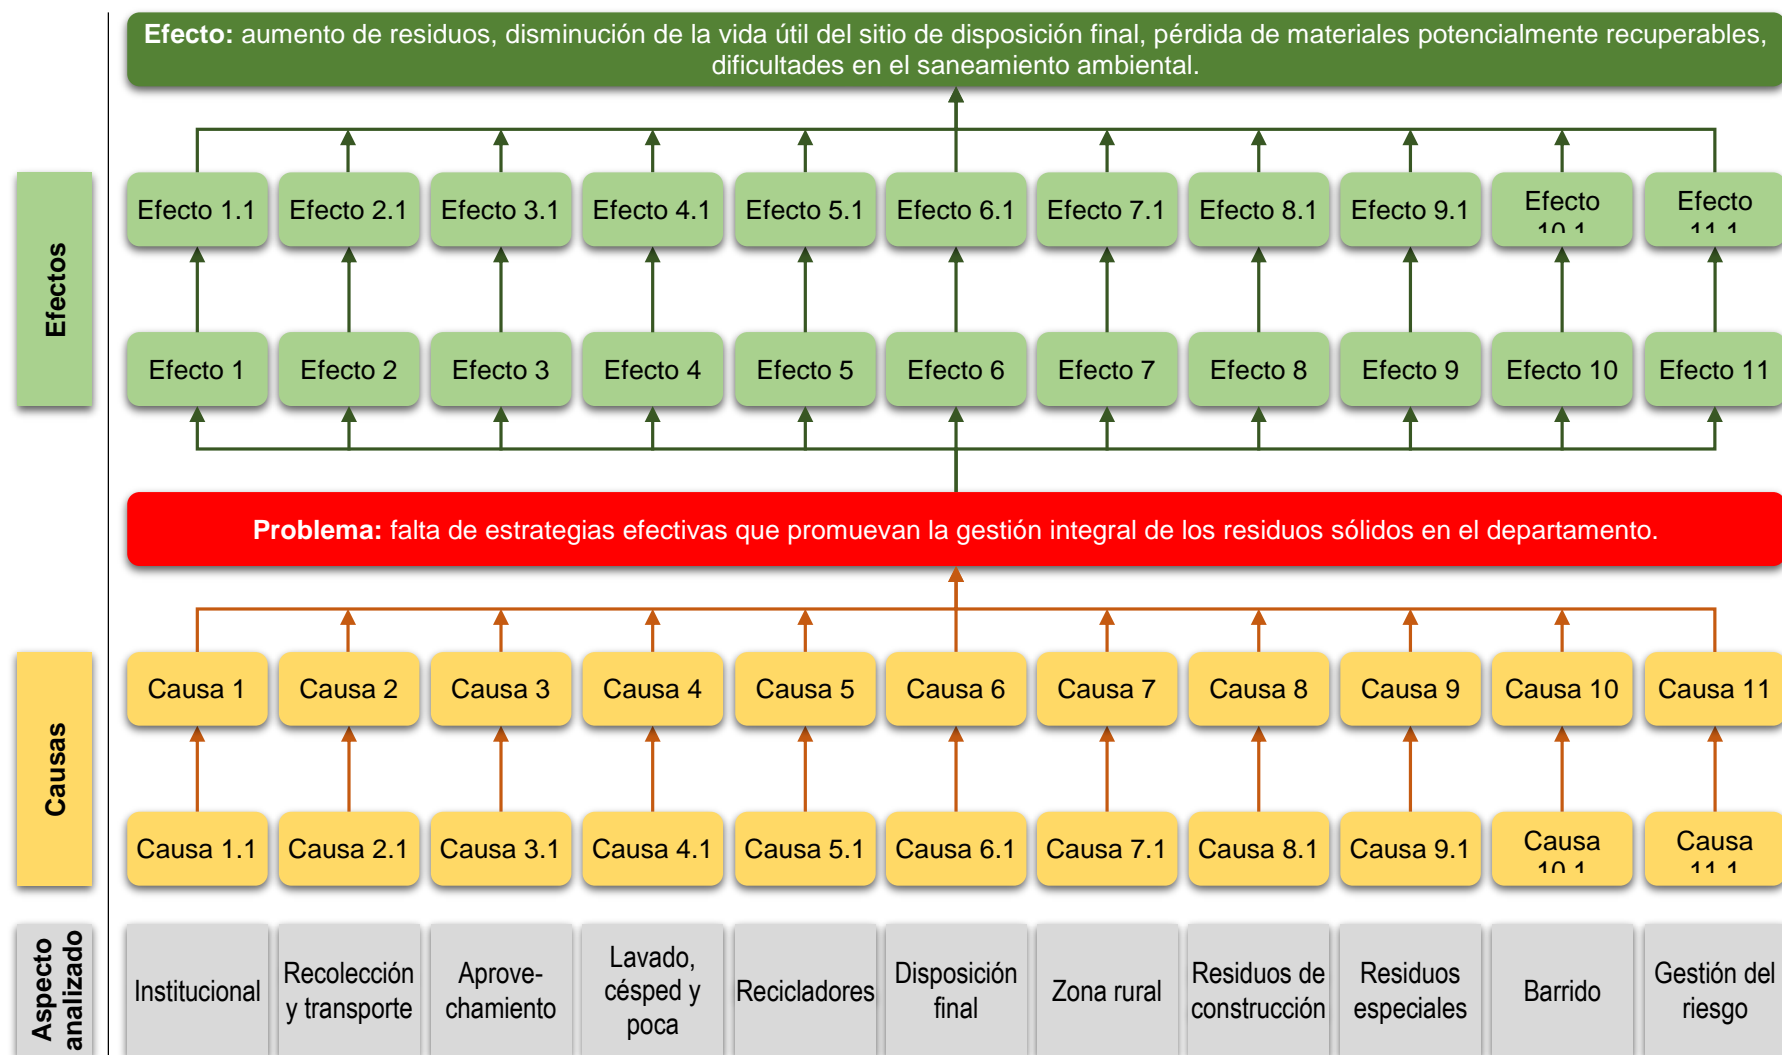 Efecto: aumento de residuos, disminución de la vida útil del sitio de disposición final, pérdida de materiales potencialmente recuperables,
dificultades en el saneamiento ambiental.
Efectos
Efecto 1.1
Efecto 2.1
Efecto 3.1
Efecto 4.1
Efecto 5.1
Efecto 6.1
Efecto 7.1
Efecto 8.1
Efecto 9.1
Efecto
10.1
Efecto
11.1
Efecto 1
Efecto 2
Efecto 3
Efecto 4
Efecto 5
Efecto 6
Efecto 7
Efecto 8
Efecto 9
Efecto 10
Efecto 11
Problema: falta de estrategias efectivas que promuevan la gestión integral de los residuos sólidos en el departamento.
Causas
Causa 1
Causa 2
Causa 3
Causa 4
Causa 5
Causa 6
Causa 7
Causa 8
Causa 9
Causa 10
Causa 11
Causa 1.1
Causa 2.1
Causa 3.1
Causa 4.1
Causa 5.1
Causa 6.1
Causa 7.1
Causa 8.1
Causa 9.1
Causa
10.1
Causa
11.1
Aspecto
analizado
Institucional
Recolección
y transporte
Aprove-
chamiento
Lavado,
césped y
poca
Recicladores
Disposición
final
Zona rural
Residuos de
construcción
Residuos
especiales
Barrido
Gestión del
riesgo